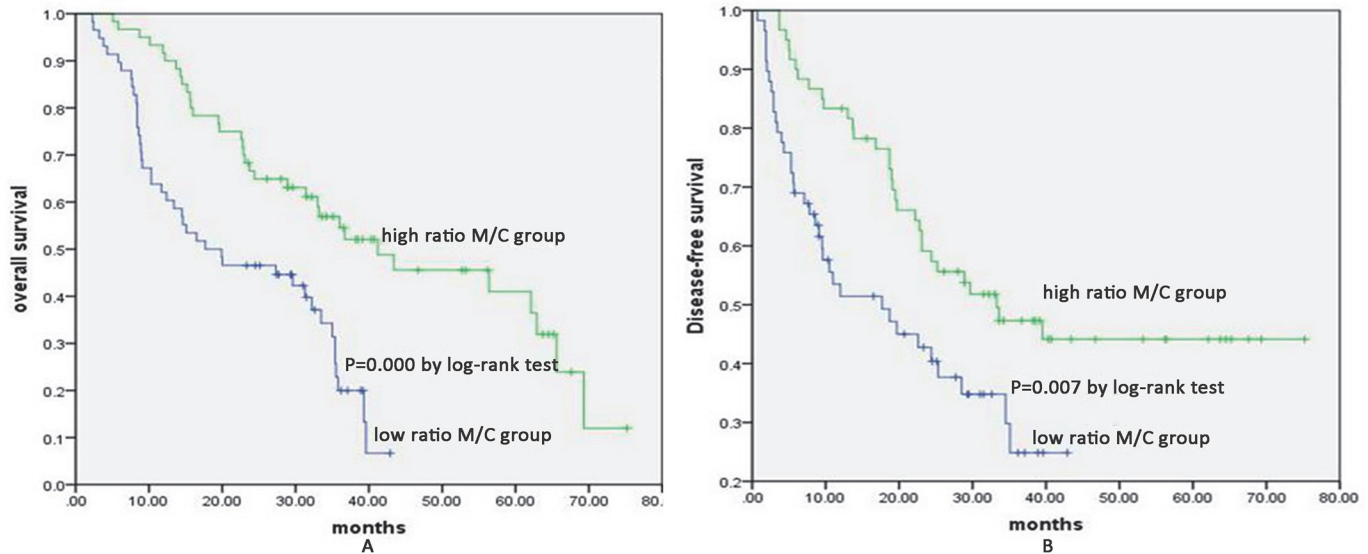 1.0
0.9
0.8
0.7
0.6
0.5
0.4
0.3
0.2
0.1
0.0
overall survival
high ratio M/C group
P=0.000 by log-rank test
low ratio M/C group
.00 10.00 20.00 30.00 40.00 50.00 60.00 70.00 80.
months
A
1.0
0.9
0.8
0.7
0.6
0.5
0.4
0.3
0.2
Disease-free survival
high ratio M/C group
P=0.007 by log-rank test
low ratio M/C group
.00 10.00 20.00 30.00 40.00 50.00 60.00 70.00 80.00
months
B